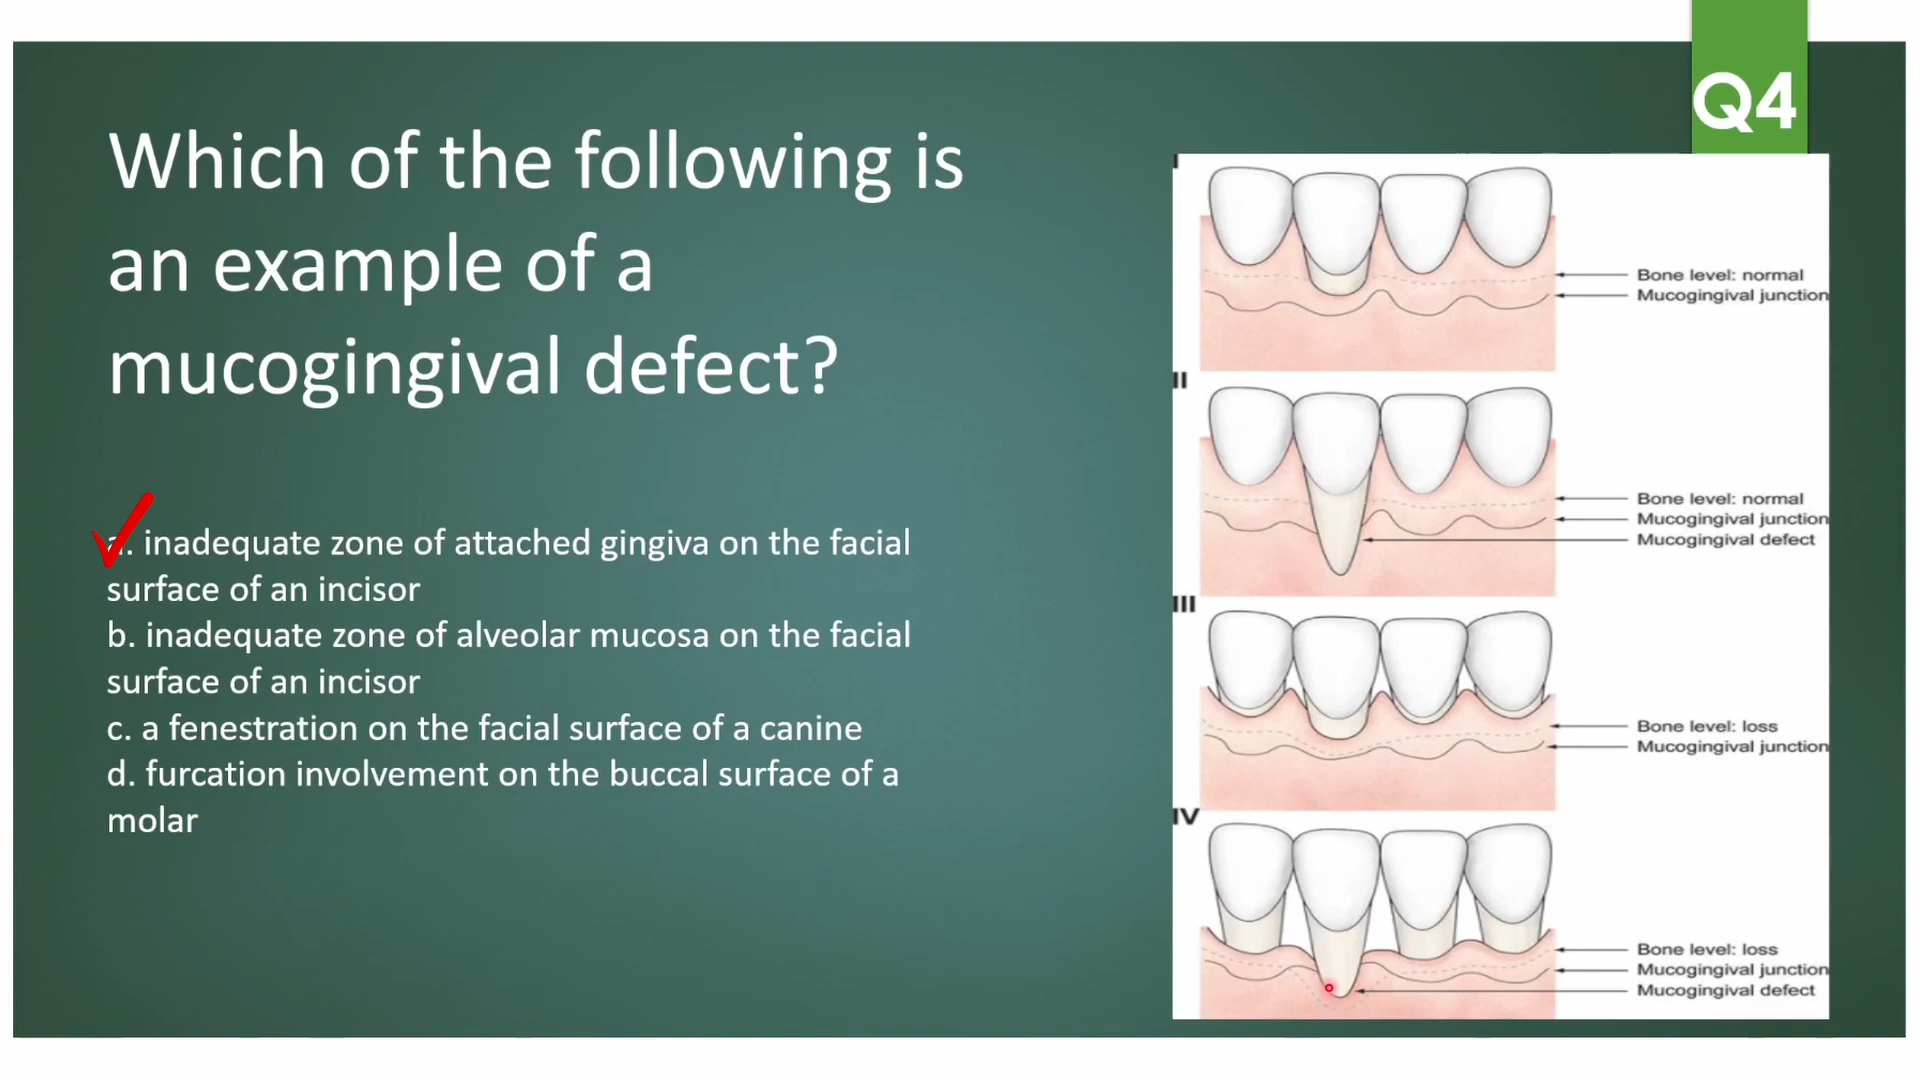 Q4
Which of the following is
an example of a
mucogingival defect?
a. inadequate zone of attached gingiva on the facial
surface of an incisor
b. inadequate zone of alveolar mucosa on the facial
surface of an incisor
c. a fenestration on the facial surface of a canine
d. furcation involvement on the buccal surface of a
molar
I
Bone level: normal
Mucogingival junction
II
Bone level: normal
Mucogingival junction
Mucogingival defect
III
Bone level: loss
Mucogingival junction
IV
Bone level: loss
Mucogingival junction
Mucogingival defect